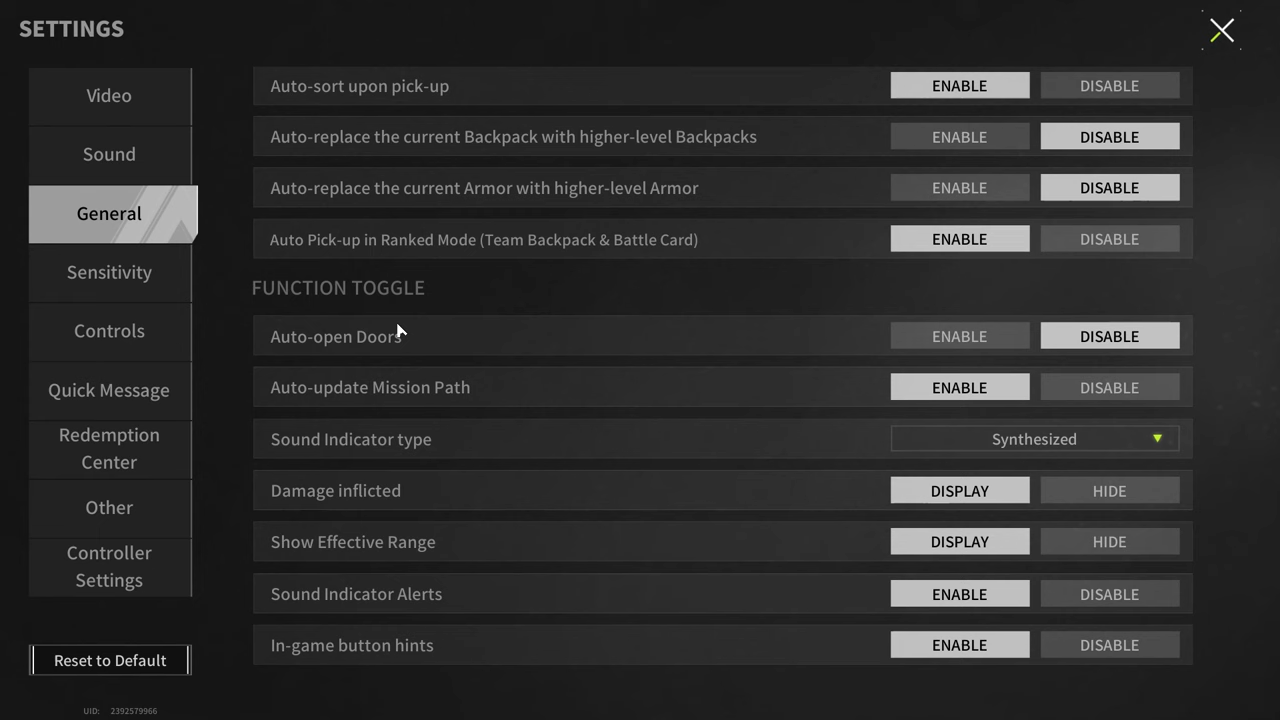 SETTINGS
Video
Sound
General
Sensitivity
Controls
Quick Message
Redemption
Center
Other
Controller
Settings
Reset to Default
UID: 2392579966
Auto-sort upon pick-up ENABLE DISABLE
Auto-replace the current Backpack with higher-level Backpacks ENABLE DISABLE
Auto-replace the current Armor with higher-level Armor ENABLE DISABLE
Auto Pick-up in Ranked Mode (Team Backpack & Battle Card) ENABLE DISABLE
FUNCTION TOGGLE
Auto-open Doors ENABLE DISABLE
Auto-update Mission Path ENABLE DISABLE
Sound Indicator type Synthesized
Damage inflicted DISPLAY HIDE
Show Effective Range DISPLAY HIDE
Sound Indicator Alerts ENABLE DISABLE
In-game button hints ENABLE DISABLE